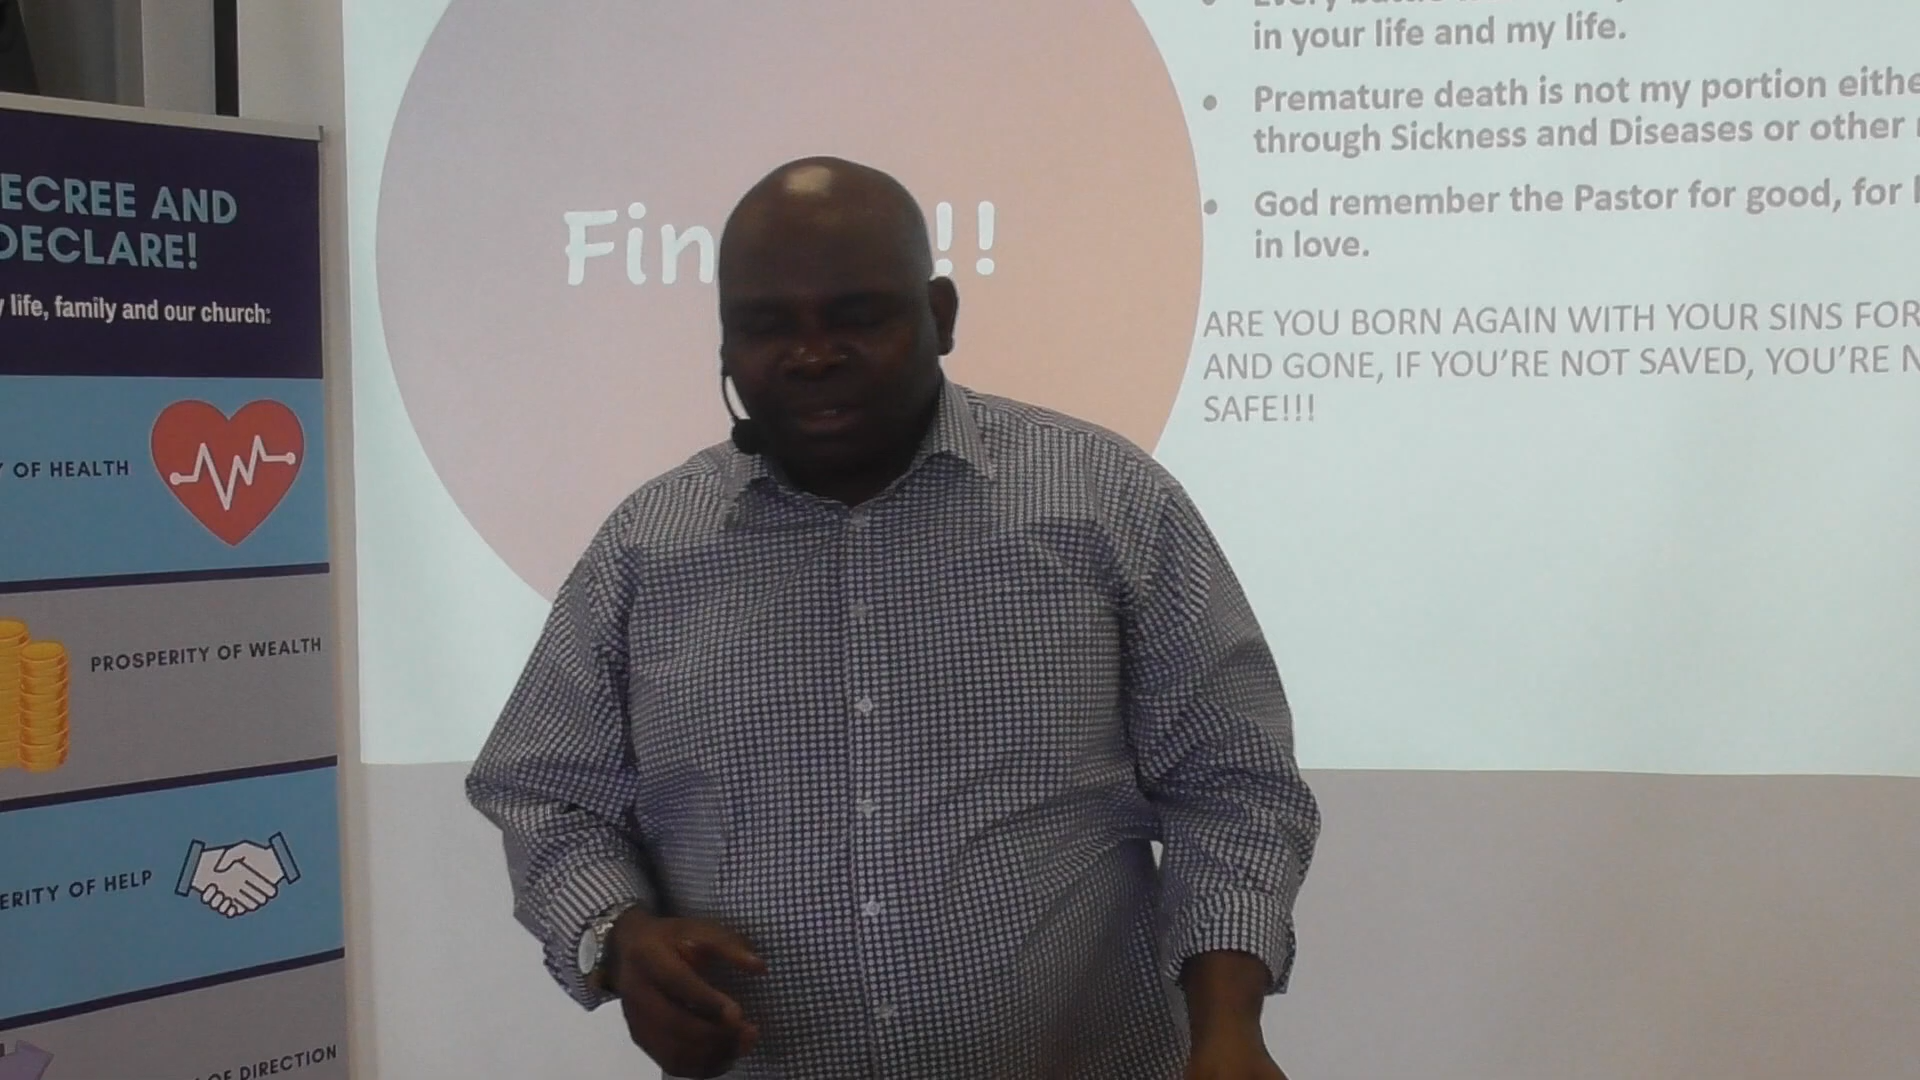 ECREE AND
DECLARE!
life, family and our church:
OF HEALTH
PROSPERITY OF WEALTH
ERITY OF HELP
OF DIRECTION
Fin !!
in your life and my life.
• Premature death is not my portion eithe
through Sickness and Diseases or other
• God remember the Pastor for good, for
in love.
ARE YOU BORN AGAIN WITH YOUR SINS FOR
AND GONE, IF YOU'RE NOT SAVED, YOU'RE N
SAFE!!!